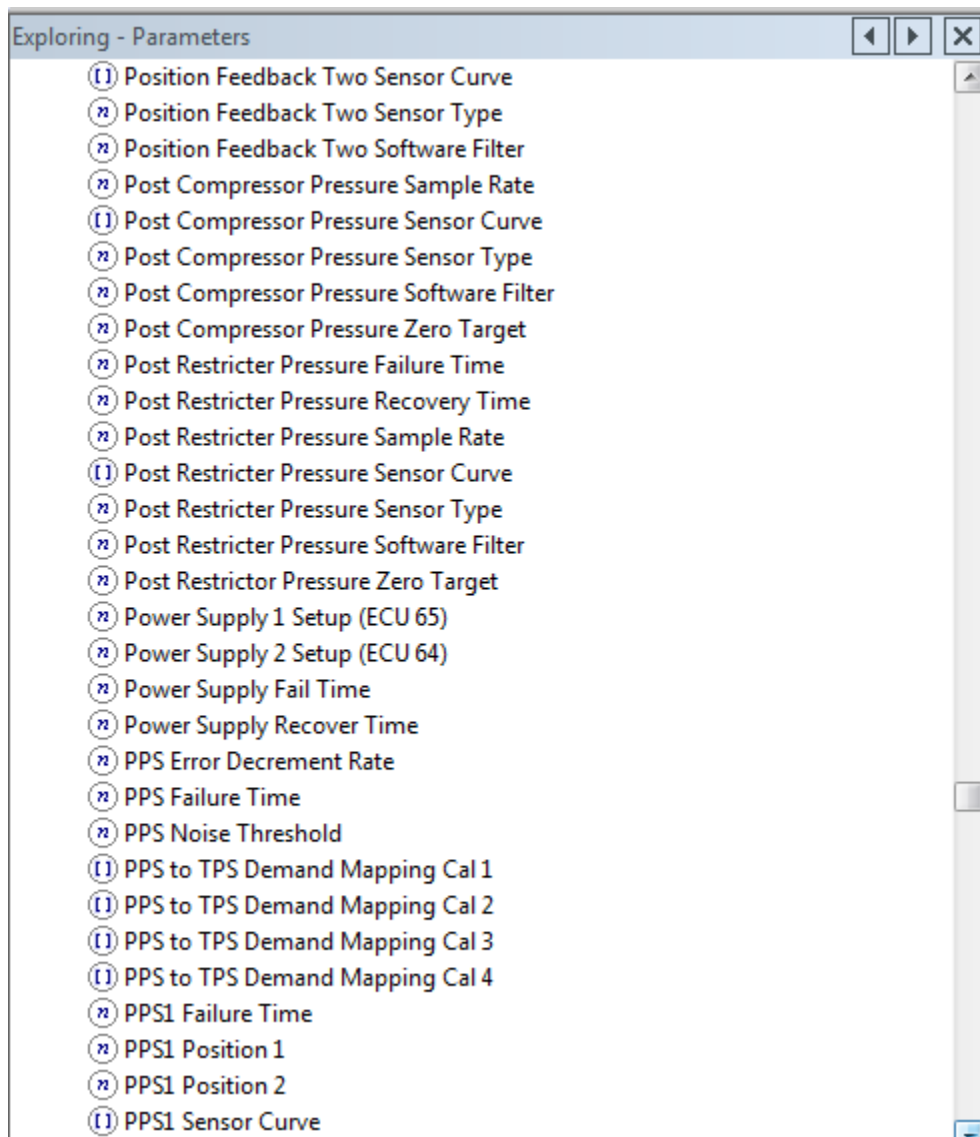 Exploring - Parameters
[ ] Position Feedback Two Sensor Curve
n Position Feedback Two Sensor Type
n Position Feedback Two Software Filter
n Post Compressor Pressure Sample Rate
[ ] Post Compressor Pressure Sensor Curve
n Post Compressor Pressure Sensor Type
n Post Compressor Pressure Software Filter
n Post Compressor Pressure Zero Target
n Post Restricter Pressure Failure Time
n Post Restricter Pressure Recovery Time
n Post Restricter Pressure Sample Rate
[ ] Post Restricter Pressure Sensor Curve
n Post Restricter Pressure Sensor Type
n Post Restricter Pressure Software Filter
n Post Restrictor Pressure Zero Target
n Power Supply 1 Setup (ECU 65)
n Power Supply 2 Setup (ECU 64)
n Power Supply Fail Time
n Power Supply Recover Time
n PPS Error Decrement Rate
n PPS Failure Time
n PPS Noise Threshold
[ ] PPS to TPS Demand Mapping Cal 1
[ ] PPS to TPS Demand Mapping Cal 2
[ ] PPS to TPS Demand Mapping Cal 3
[ ] PPS to TPS Demand Mapping Cal 4
n PPS1 Failure Time
n PPS1 Position 1
n PPS1 Position 2
[ ] PPS1 Sensor Curve